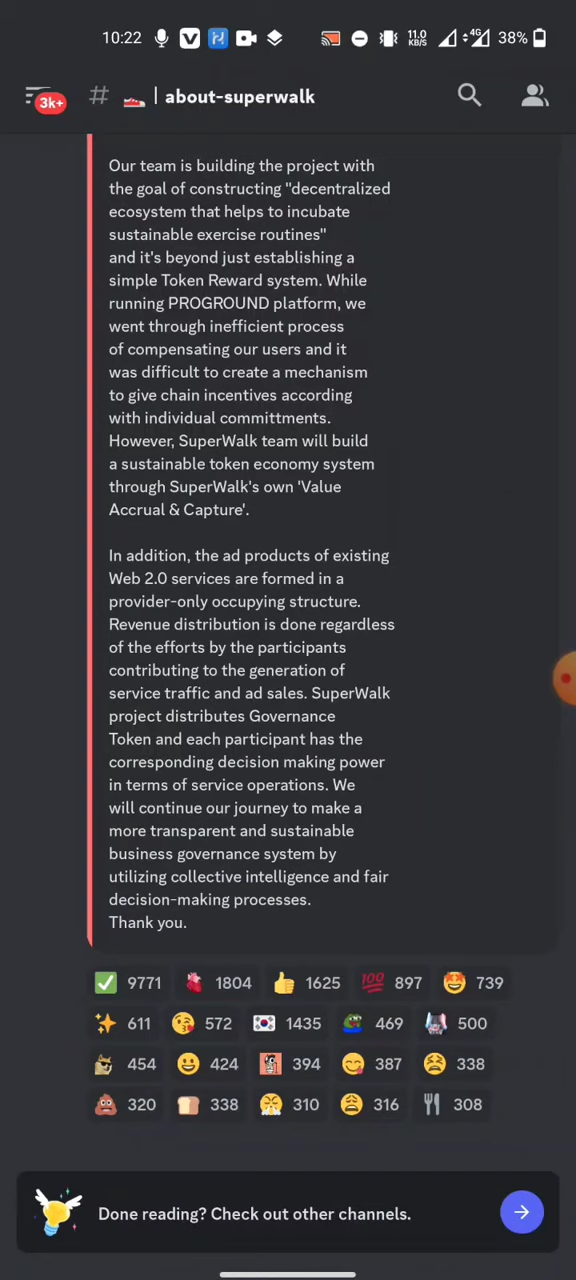 10:22
11.0
KB/S
4G
38%
3k+
# | about-superwalk
Our team is building the project with
the goal of constructing "decentralized
ecosystem that helps to incubate
sustainable exercise routines"
and it's beyond just establishing a
simple Token Reward system. While
running PROGROUND platform, we
went through inefficient process
of compensating our users and it
was difficult to create a mechanism
to give chain incentives according
with individual committments.
However, SuperWalk team will build
a sustainable token economy system
through SuperWalk's own 'Value
Accrual & Capture'.
In addition, the ad products of existing
Web 2.0 services are formed in a
provider-only occupying structure.
Revenue distribution is done regardless
of the efforts by the participants
contributing to the generation of
service traffic and ad sales. SuperWalk
project distributes Governance
Token and each participant has the
corresponding decision making power
in terms of service operations. We
will continue our journey to make a
more transparent and sustainable
business governance system by
utilizing collective intelligence and fair
decision-making processes.
Thank you.
9771 1804 1625 100 897 739
611 572 1435 469 500
454 424 394 387 338
320 338 310 316 308
Done reading? Check out other channels.